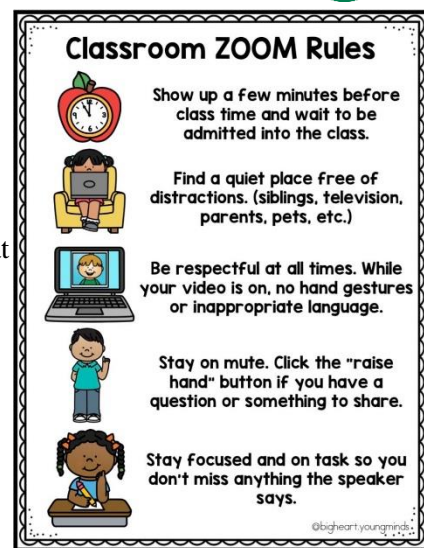 Classroom ZOOM Rules
Show up a few minutes before
class time and wait to be
admitted into the class.
Find a quiet place free of
distractions. (siblings, television,
parents, pets, etc.)
Be respectful at all times. While
your video is on, no hand gestures
or inappropriate language.
Stay on mute. Click the "raise
hand" button if you have a
question or something to share.
Stay focused and on task so you
don't miss anything the speaker
says.
@bigheart.youngminds